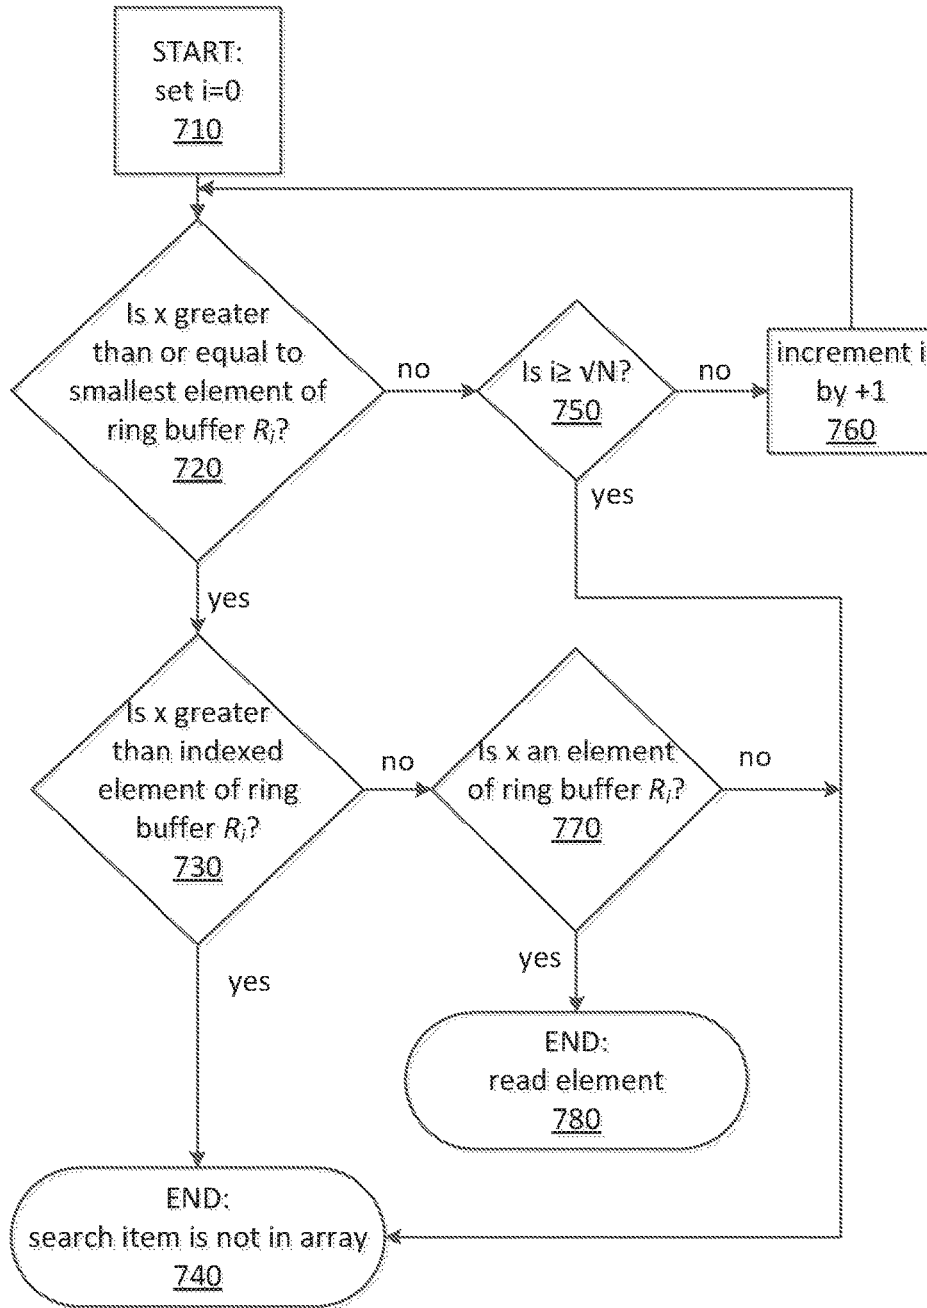 START:
set i=0
710
Is x greater
than or equal to
smallest element of
ring buffer Ri?
720
no
Is i≥ √N?
750
no
increment i
by +1
760
yes
yes
Is x greater
than indexed
element of ring
buffer Ri?
730
no
Is x an element
of ring buffer Ri?
770
no
yes
yes
END:
read element
780
END:
search item is not in array
740